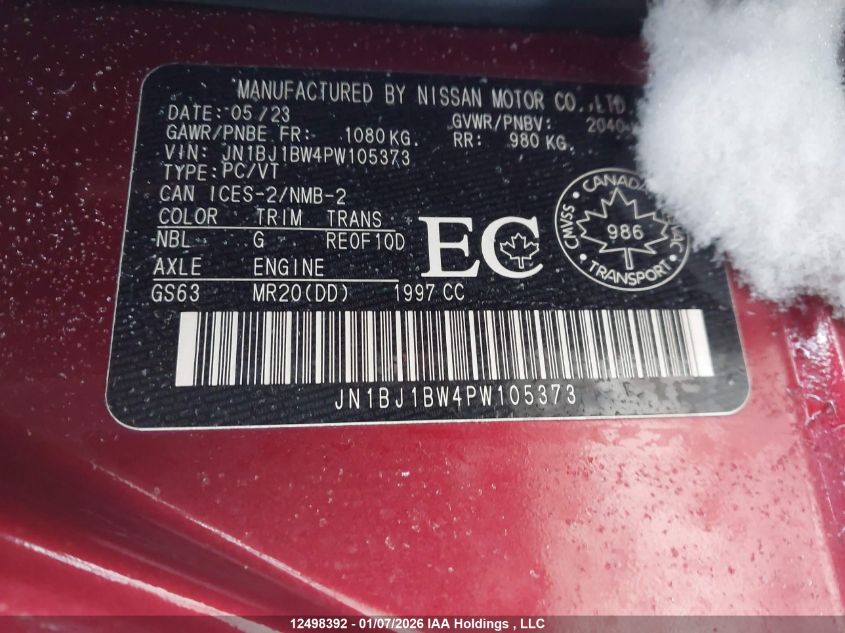 MANUFACTURED BY NISSAN MOTOR CO.,LTD.
DATE: 05/23
GVWR/PNBV: 2040
GAWR/PNBE FR: 1080 KG.
RR: 980 KG.
VIN: JN1BJ1BW4PW105373
TYPE: PC/VT
CAN ICES-2/NMB-2
COLOR TRIM TRANS
NBL G RE0F10D
AXLE ENGINE
GS63 MR20(DD) 1997 CC
EC
CANADA
CMVSS
986
TRANSPORT
JN1BJ1BW4PW105373
12498392 - 01/07/2026 IAA Holdings , LLC